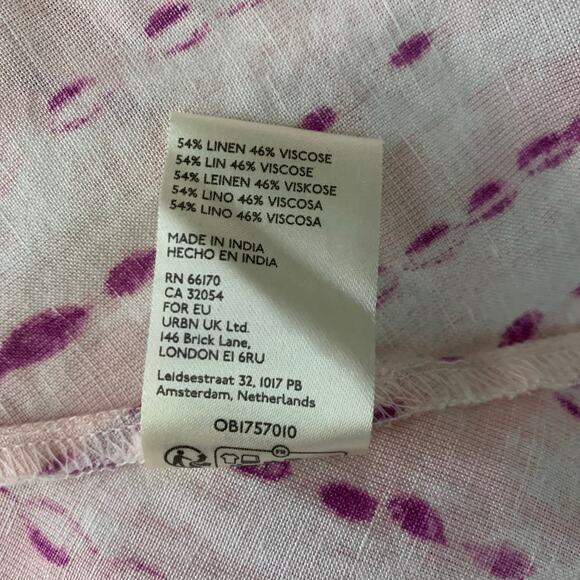 54% LINEN 46% VISCOSE
54% LIN 46% VISCOSE
54% LEINEN 46% VISKOSE
54% LINO 46% VISCOSA
54% LINO 46% VISCOSA
MADE IN INDIA
HECHO EN INDIA
RN 66170
CA 32054
FOR EU
URBN UK Ltd.
146 Brick Lane,
LONDON E1 6RU
Leidsestraat 32, 1017 PB
Amsterdam, Netherlands
OB1757010
FR